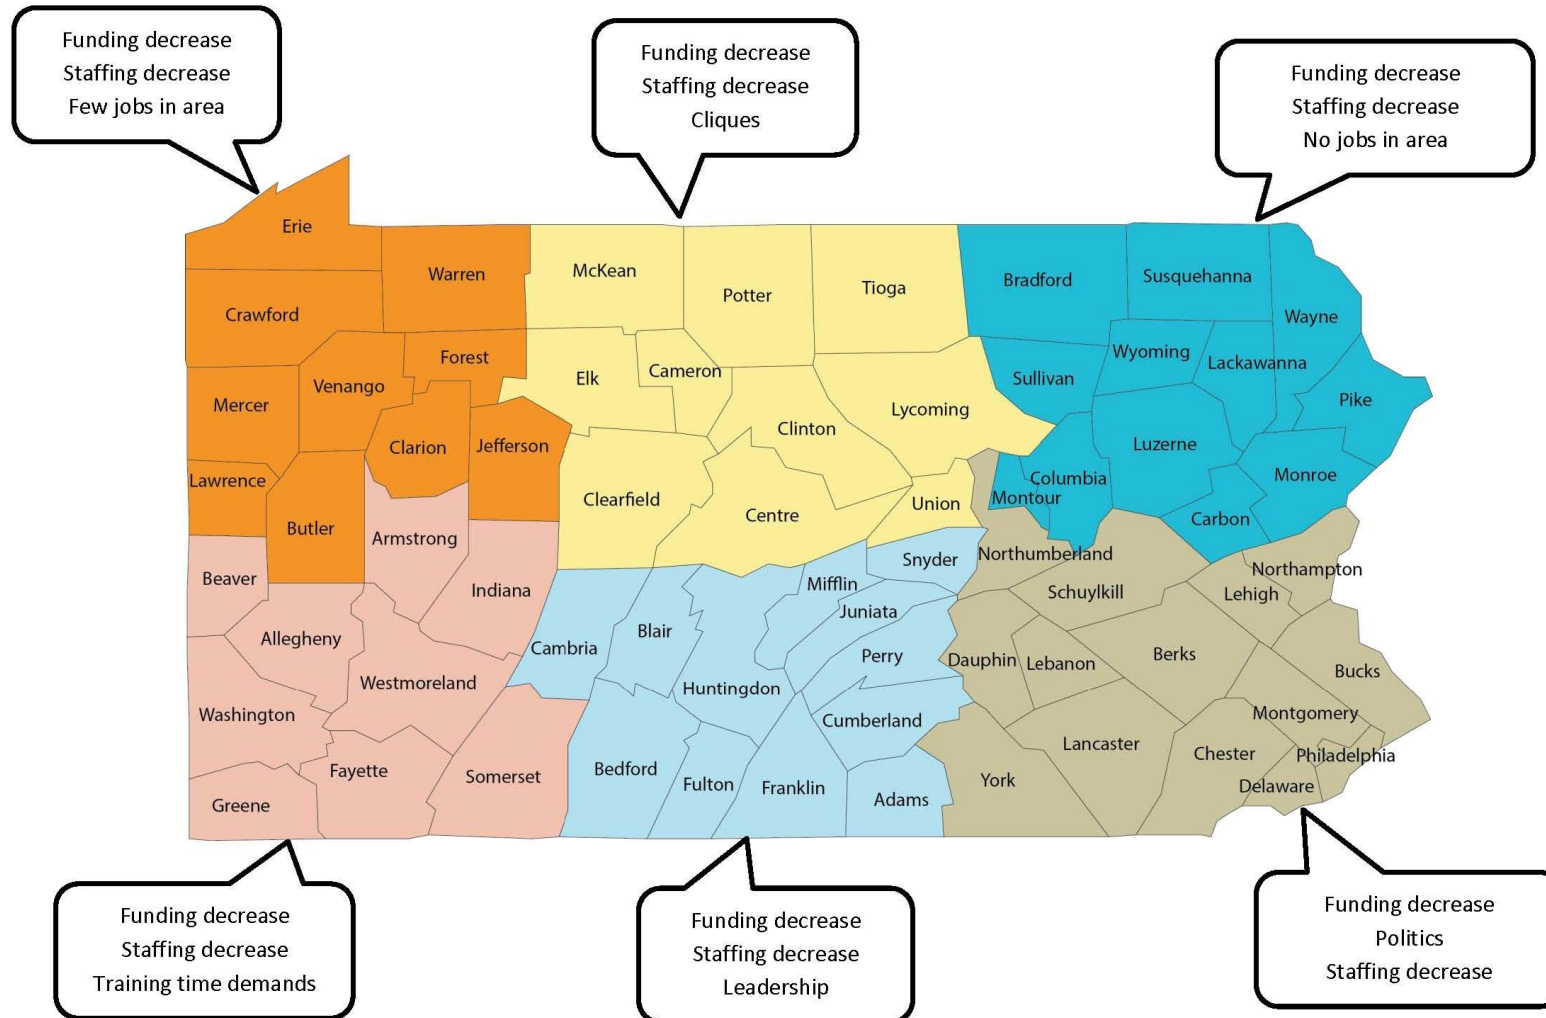 Funding decrease
Staffing decrease
Few jobs in area
Funding decrease
Staffing decrease
Cliques
Funding decrease
Staffing decrease
No jobs in area
Erie
Warren
McKean
Potter
Tioga
Bradford
Susquehanna
Wayne
Crawford
Forest
Venango
Mercer
Elk
Cameron
Sullivan
Wyoming
Lackawanna
Pike
Clarion
Jefferson
Clinton
Lycoming
Luzerne
Lawrence
Butler
Clearfield
Centre
Union
Montour
Columbia
Monroe
Carbon
Armstrong
Beaver
Indiana
Snyder
Northumberland
Northampton
Mifflin
Juniata
Schuylkill
Lehigh
Allegheny
Cambria
Blair
Perry
Dauphin
Lebanon
Berks
Bucks
Westmoreland
Huntingdon
Washington
Cumberland
Montgomery
Lancaster
Chester
Philadelphia
Fayette
Somerset
Bedford
Fulton
Franklin
Adams
York
Delaware
Greene
Funding decrease
Staffing decrease
Training time demands
Funding decrease
Staffing decrease
Leadership
Funding decrease
Politics
Staffing decrease